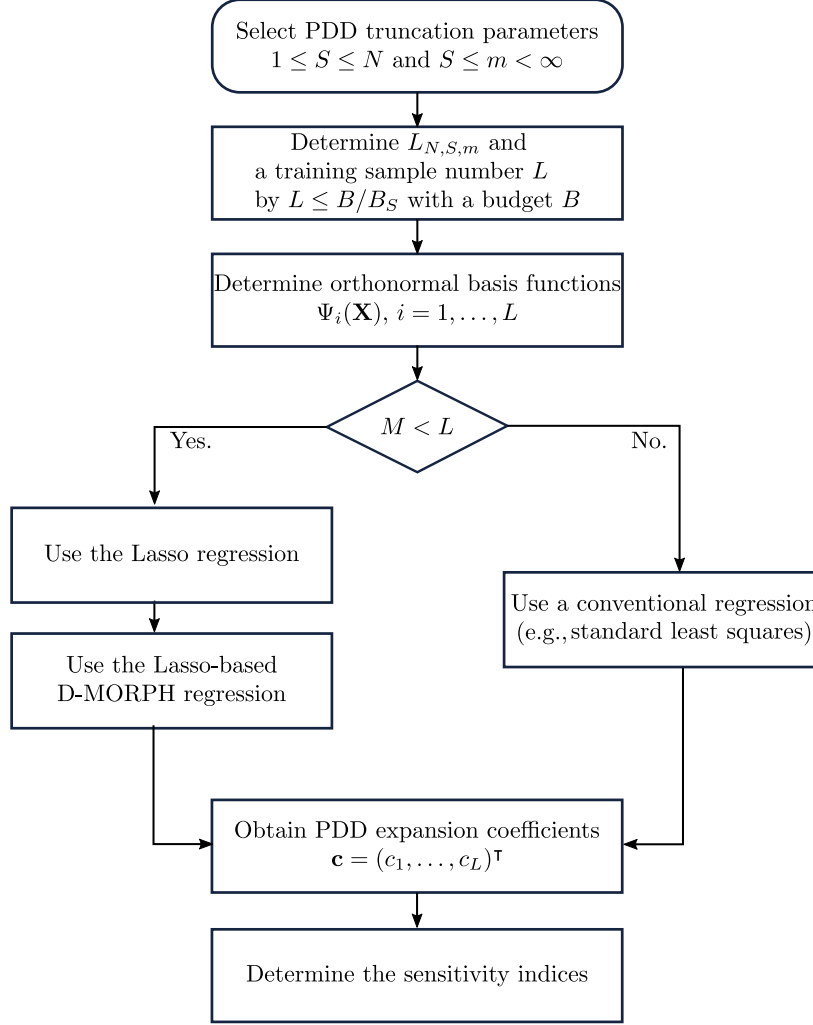 Select PDD truncation parameters
1 ≤ S ≤ N and S ≤ m < ∞
Determine L_{N,S,m} and
a training sample number L
by L ≤ B/B_S with a budget B
Determine orthonormal basis functions
Ψ_i(X), i = 1, . . . , L
M < L
Yes.
No.
Use the Lasso regression
Use a conventional regression
(e.g., standard least squares)
Use the Lasso-based
D-MORPH regression
Obtain PDD expansion coefficients
c = (c_1, . . . , c_L)^⊤
Determine the sensitivity indices